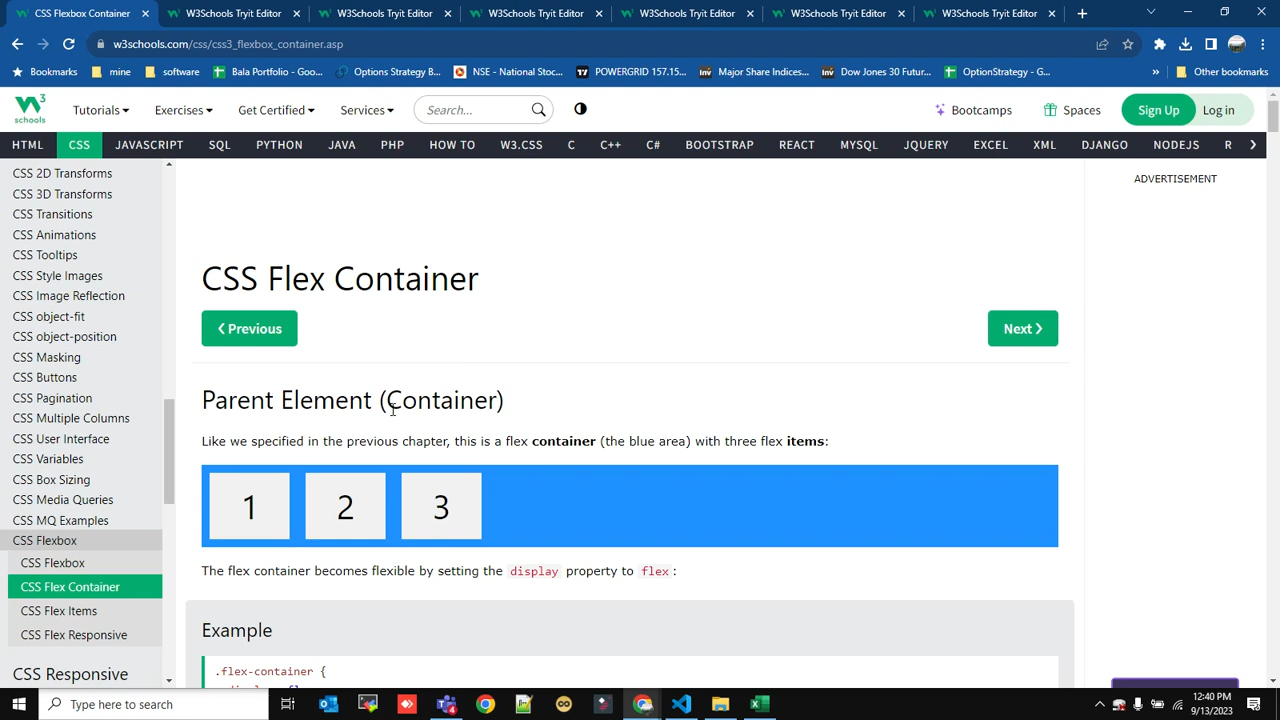 CSS Flexbox Container
W3Schools Tryit Editor
W3Schools Tryit Editor
W3Schools Tryit Editor
W3Schools Tryit Editor
W3Schools Tryit Editor
W3Schools Tryit Editor
w3schools.com/css/css3_flexbox_container.asp
Bookmarks mine software Bala Portfolio - Goo... Options Strategy B... NSE - National Stoc... POWERGRID 157.15... Major Share Indices... Dow Jones 30 Futur... OptionStrategy - G... » Other bookmarks
schools Tutorials Exercises Get Certified Services Search... Bootcamps Spaces Sign Up Log in
HTML CSS JAVASCRIPT SQL PYTHON JAVA PHP HOW TO W3.CSS C C++ C# BOOTSTRAP REACT MYSQL JQUERY EXCEL XML DJANGO NODEJS R
CSS 2D Transforms
CSS 3D Transforms
CSS Transitions
CSS Animations
CSS Tooltips
CSS Style Images
CSS Image Reflection
CSS object-fit
CSS object-position
CSS Masking
CSS Buttons
CSS Pagination
CSS Multiple Columns
CSS User Interface
CSS Variables
CSS Box Sizing
CSS Media Queries
CSS MQ Examples
CSS Flexbox
CSS Flexbox
CSS Flex Container
CSS Flex Items
CSS Flex Responsive
CSS Responsive
ADVERTISEMENT
CSS Flex Container
❮ Previous
Next ❯
Parent Element (Container)
Like we specified in the previous chapter, this is a flex container (the blue area) with three flex items:
1 2 3
The flex container becomes flexible by setting the display property to flex:
Example
.flex-container {
Type here to search
12:40 PM
9/13/2023